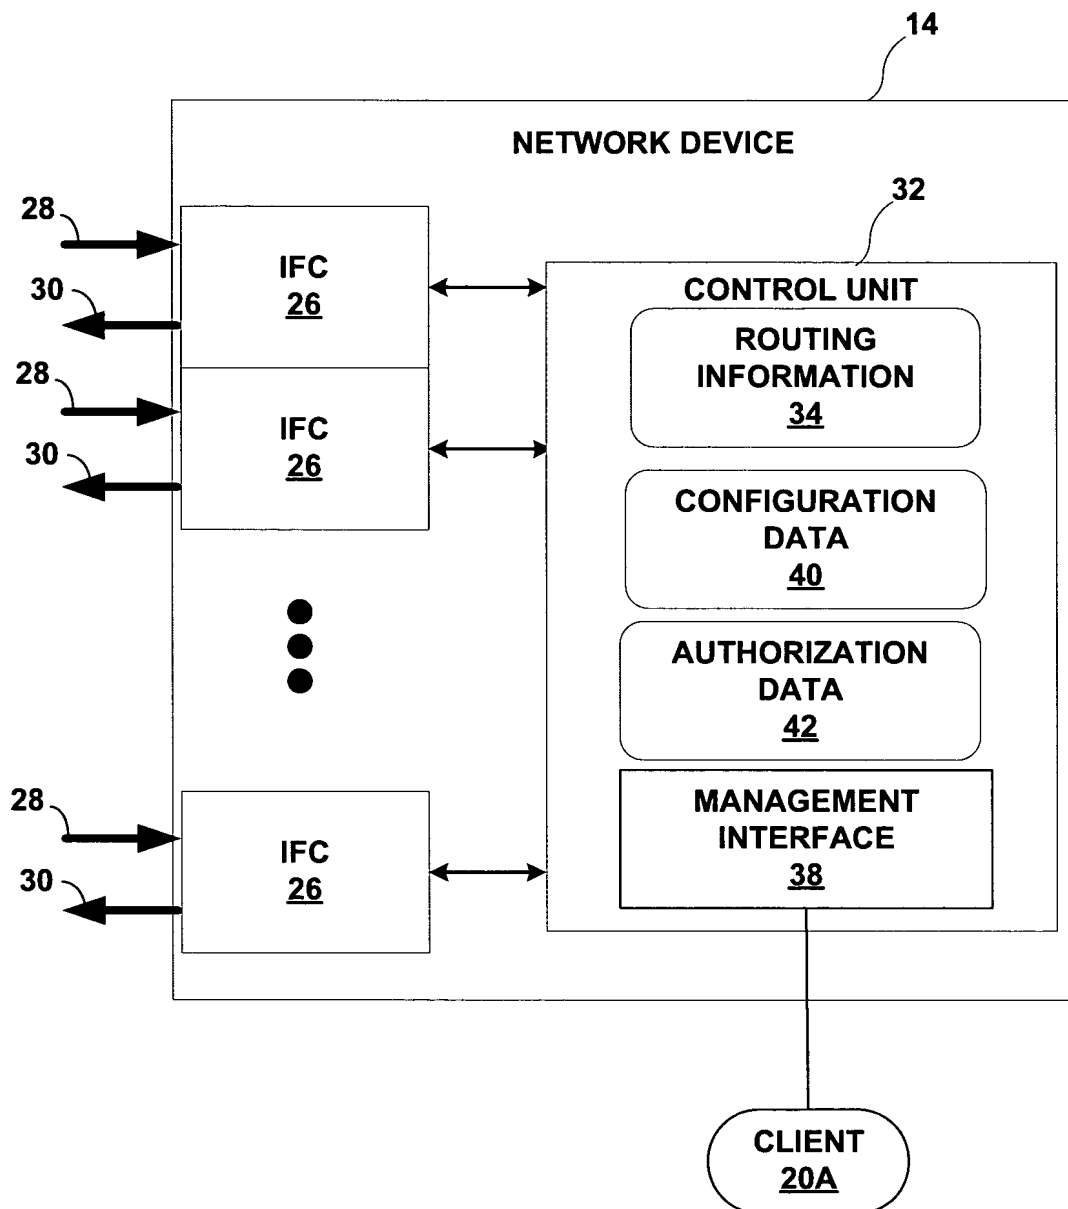 14
NETWORK DEVICE
32
28
IFC
26
30
28
IFC
26
30
CONTROL UNIT
ROUTING
INFORMATION
34
CONFIGURATION
DATA
40
AUTHORIZATION
DATA
42
MANAGEMENT
INTERFACE
38
28
IFC
26
30
CLIENT
20A